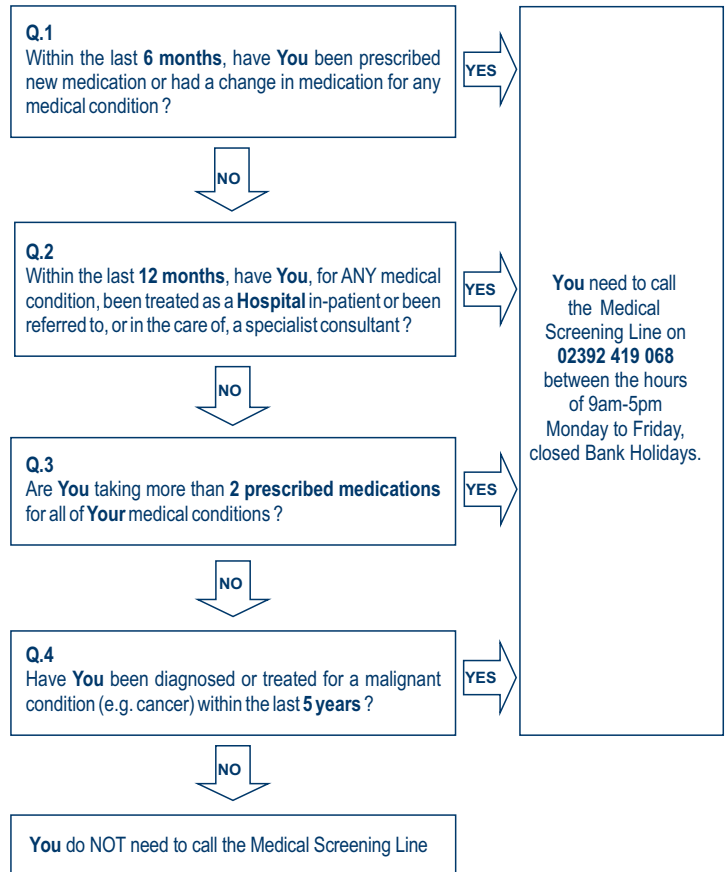 Q.1
Within the last 6 months, have You been prescribed
new medication or had a change in medication for any
medical condition ?
YES
NO
Q.2
Within the last 12 months, have You, for ANY medical
condition, been treated as a Hospital in-patient or been
referred to, or in the care of, a specialist consultant ?
YES
NO
Q.3
Are You taking more than 2 prescribed medications
for all of Your medical conditions ?
YES
NO
Q.4
Have You been diagnosed or treated for a malignant
condition (e.g. cancer) within the last 5 years ?
YES
NO
You do NOT need to call the Medical Screening Line
You need to call
the Medical
Screening Line on
02392 419 068
between the hours
of 9am-5pm
Monday to Friday,
closed Bank Holidays.